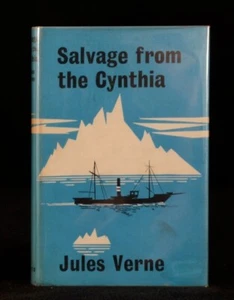 Salvage from
the Cynthia
Jules Verne